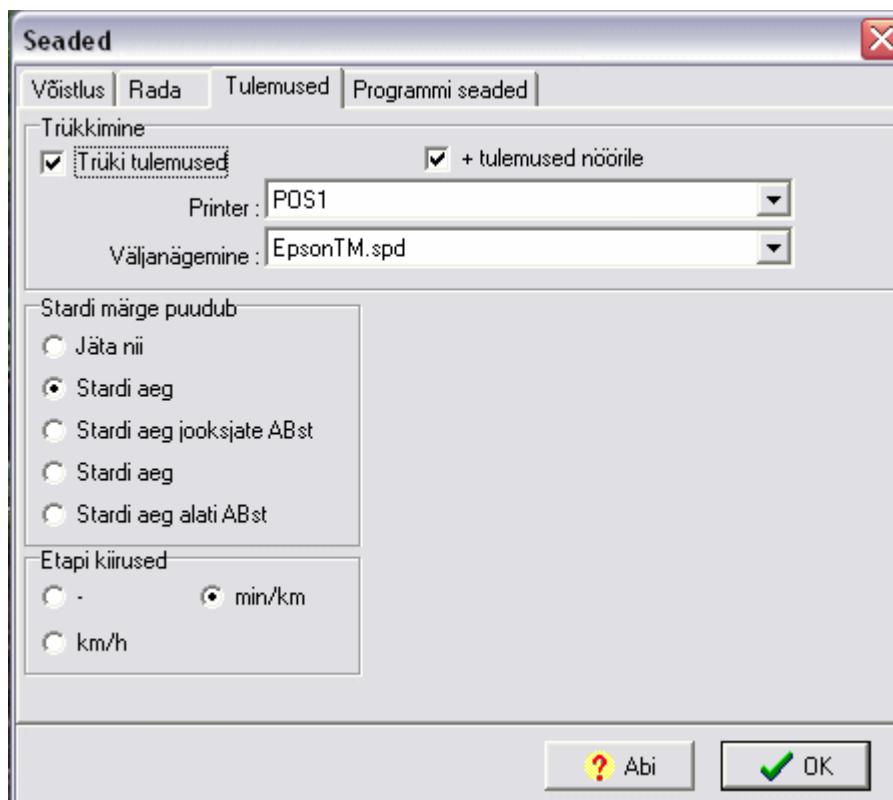 Seaded
Võistlus Rada Tulemused Programmi seaded
Trükkimine
Trüki tulemused + tulemused nöörile
Printer : POS1
Väljanägemine : EpsonTM.spd
Stardi märge puudub
Jäta nii
Stardi aeg
Stardi aeg jooksjate ABst
Stardi aeg
Stardi aeg alati ABst
Etapi kiirused
- min/km
km/h
? Abi OK